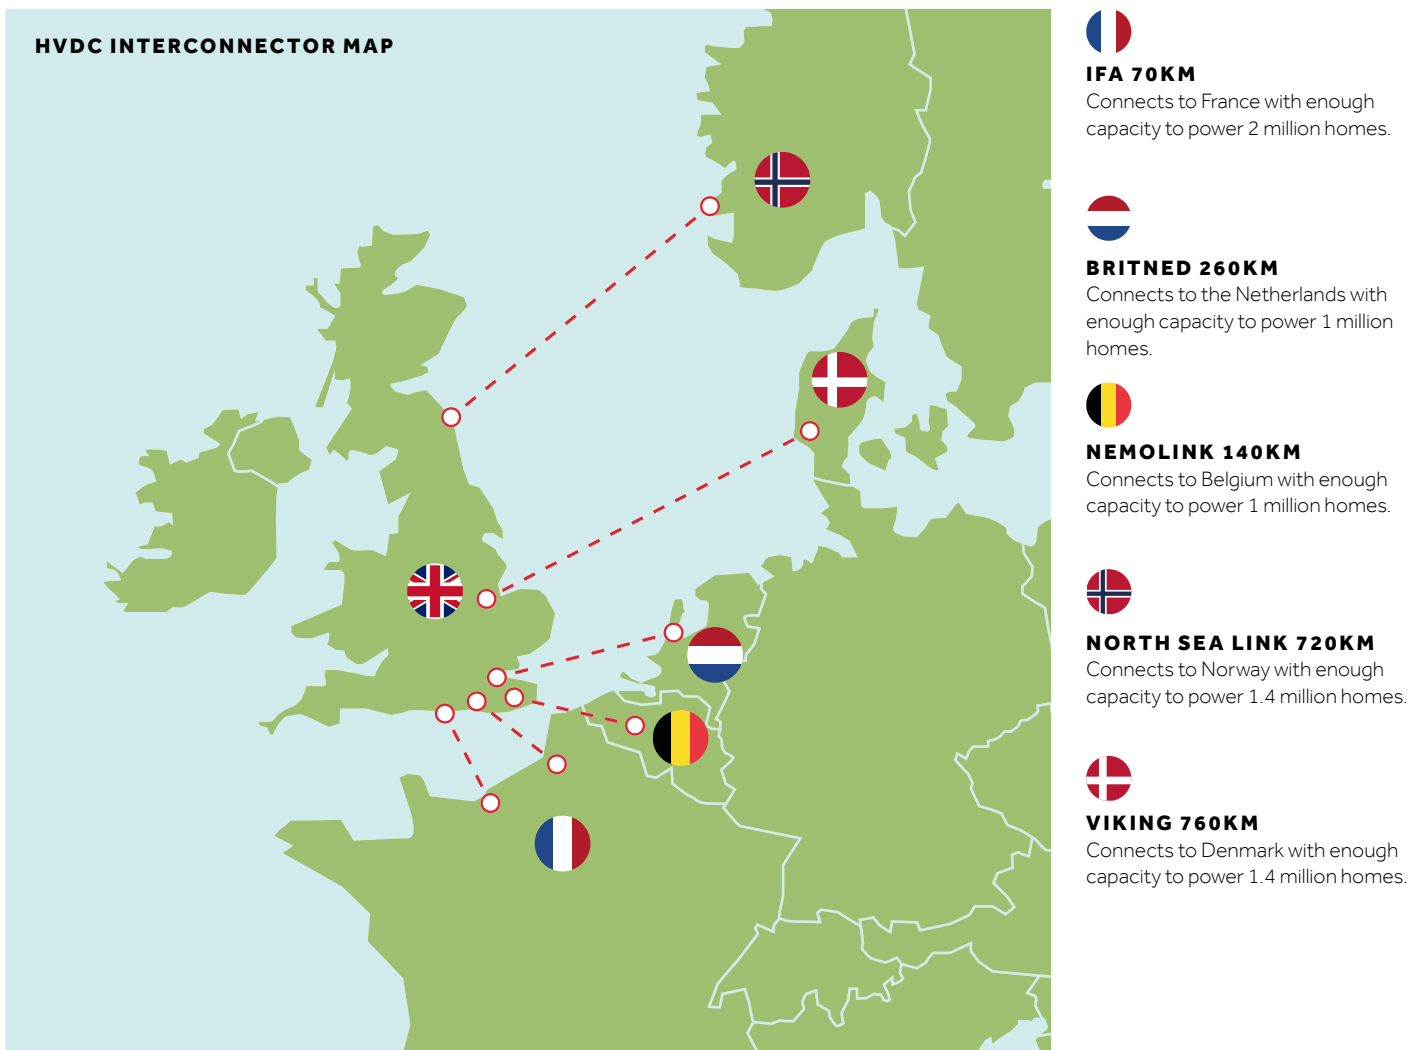 HVDC INTERCONNECTOR MAP
IFA 70KM
Connects to France with enough
capacity to power 2 million homes.
BRITNED 260KM
Connects to the Netherlands with
enough capacity to power 1 million
homes.
NEMOLINK 140KM
Connects to Belgium with enough
capacity to power 1 million homes.
NORTH SEA LINK 720KM
Connects to Norway with enough
capacity to power 1.4 million homes.
VIKING 760KM
Connects to Denmark with enough
capacity to power 1.4 million homes.